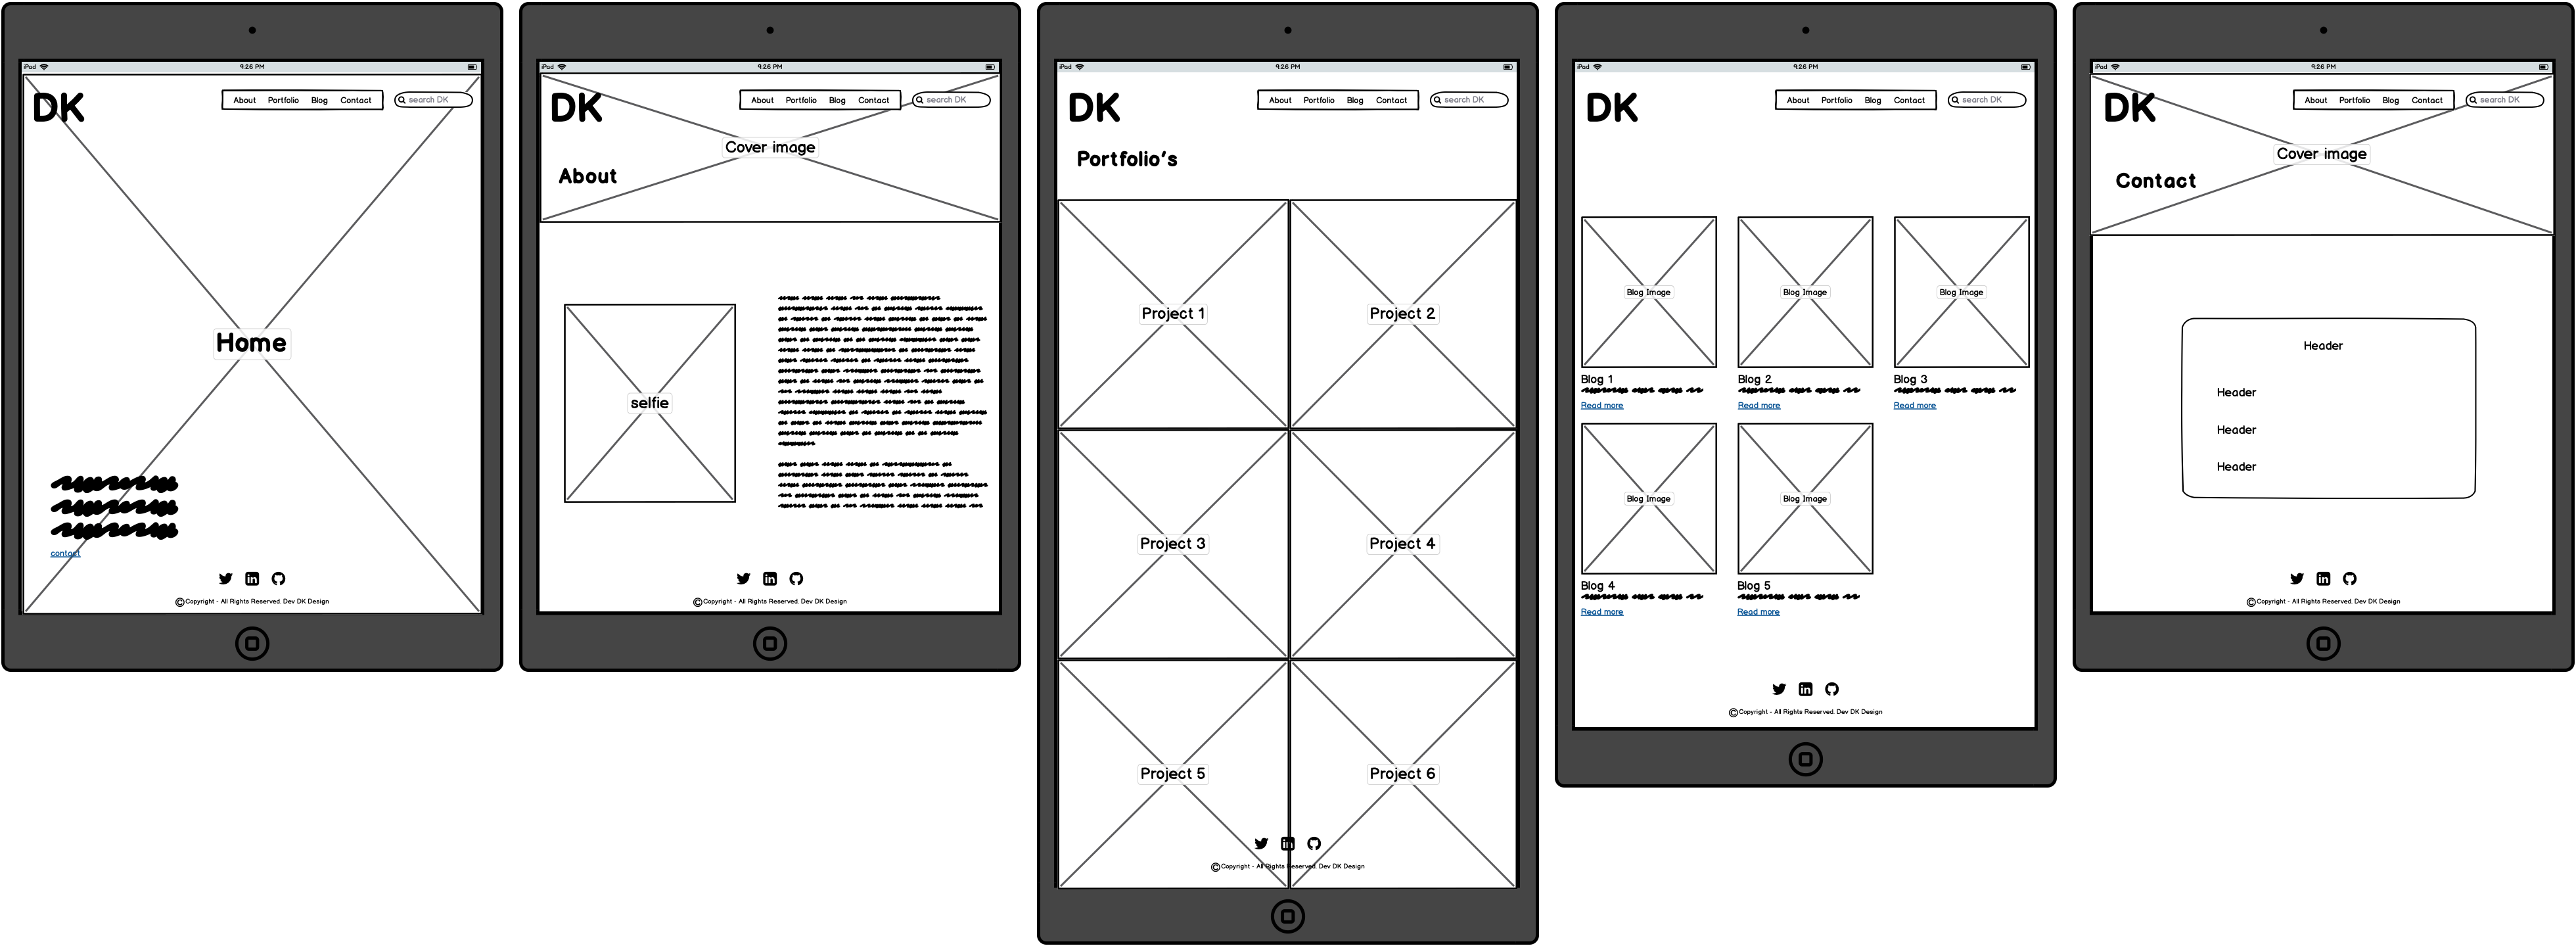 iPad 9:26 PM
DK About Portfolio Blog Contact search DK
Home
contact
©Copyright - All Rights Reserved. Dev DK Design
iPad 9:26 PM
DK About Portfolio Blog Contact search DK
Cover image
About
selfie
©Copyright - All Rights Reserved. Dev DK Design
iPad 9:26 PM
DK About Portfolio Blog Contact search DK
Portfolio's
Project 1 Project 2
Project 3 Project 4
Project 5 Project 6
©Copyright - All Rights Reserved. Dev DK Design
iPad 9:26 PM
DK About Portfolio Blog Contact search DK
Blog Image Blog Image Blog Image
Blog 1 Blog 2 Blog 3
Read more Read more Read more
Blog Image Blog Image
Blog 4 Blog 5
Read more Read more
©Copyright - All Rights Reserved. Dev DK Design
iPad 9:26 PM
DK About Portfolio Blog Contact search DK
Cover image
Contact
Header
Header
Header
Header
©Copyright - All Rights Reserved. Dev DK Design